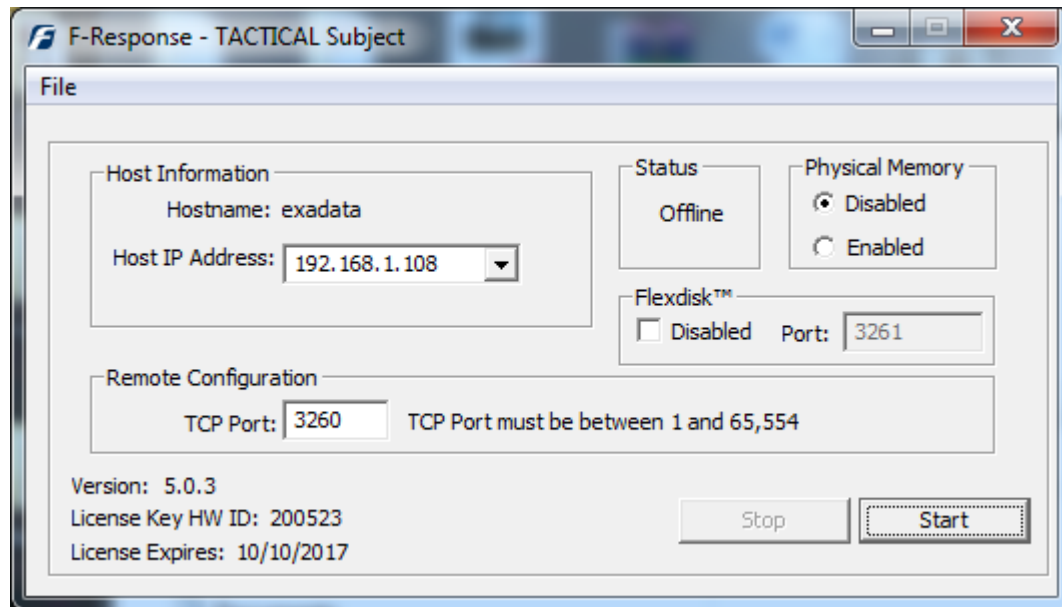 F-Response - TACTICAL Subject
File
Host Information
Hostname: exadata
Host IP Address: 192.168.1.108
Status
Offline
Physical Memory
Disabled
Enabled
Flexdisk™
Disabled Port: 3261
Remote Configuration
TCP Port: 3260 TCP Port must be between 1 and 65,554
Version: 5.0.3
License Key HW ID: 200523
License Expires: 10/10/2017
Stop Start